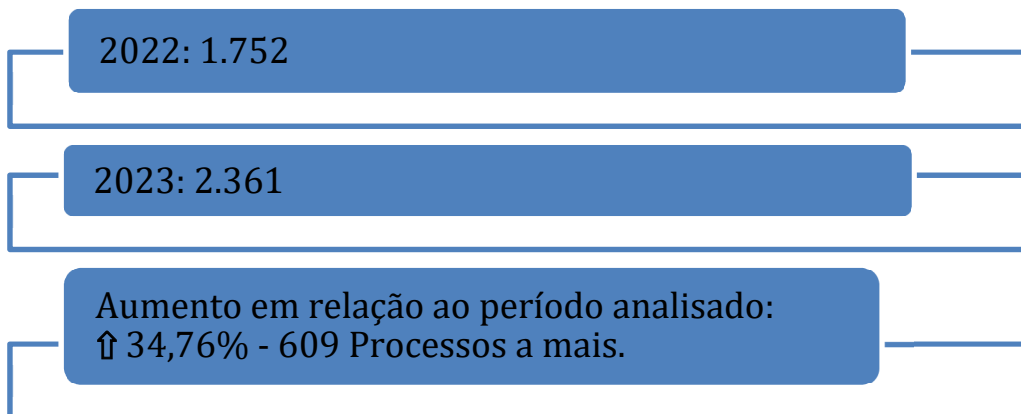 2022: 1.752
2023: 2.361
Aumento em relação ao período analisado:
⇧ 34,76% - 609 Processos a mais.